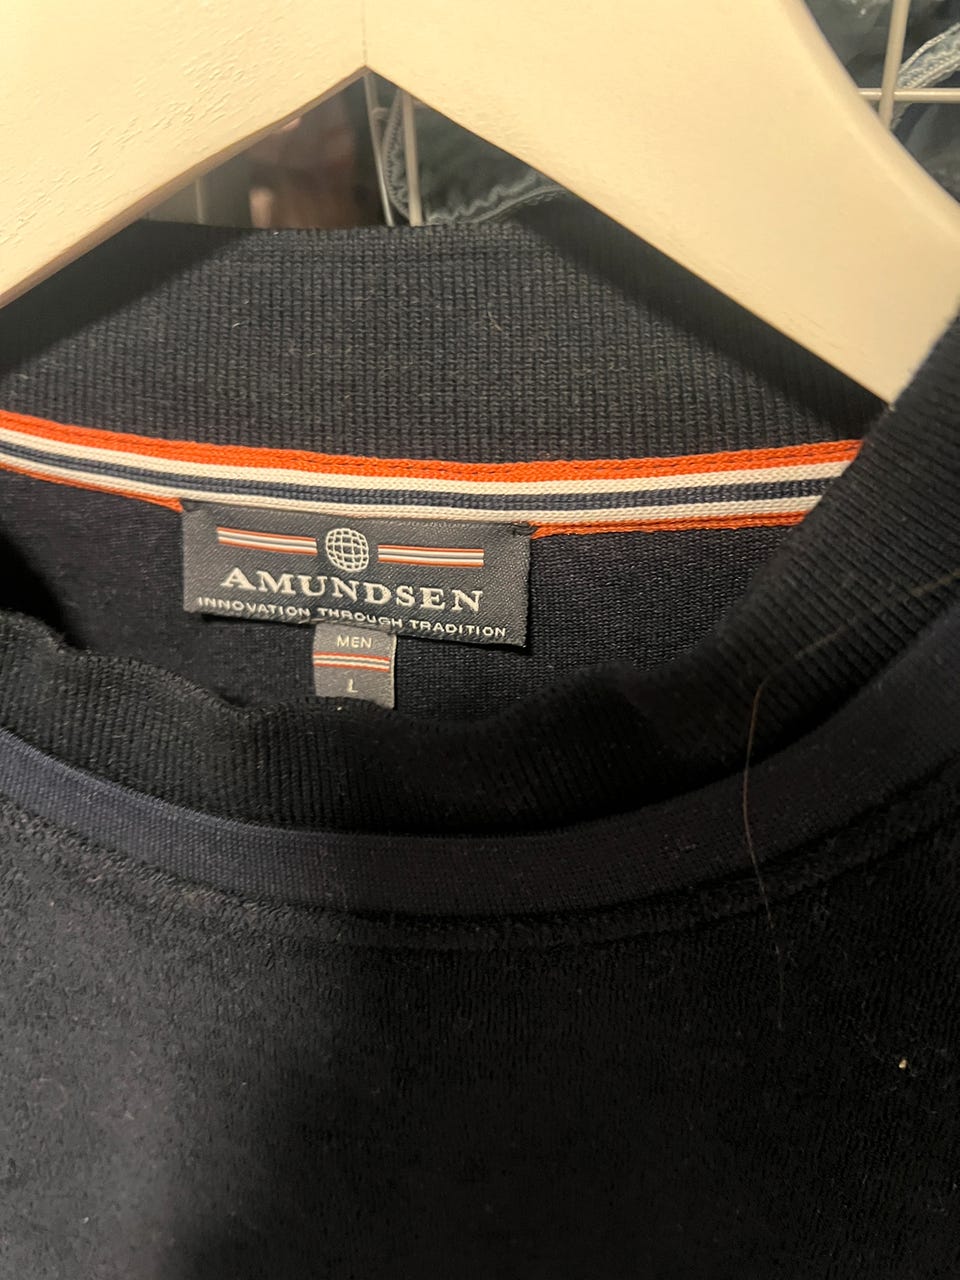 AMUNDSEN
INNOVATION THROUGH TRADITION
MEN
L